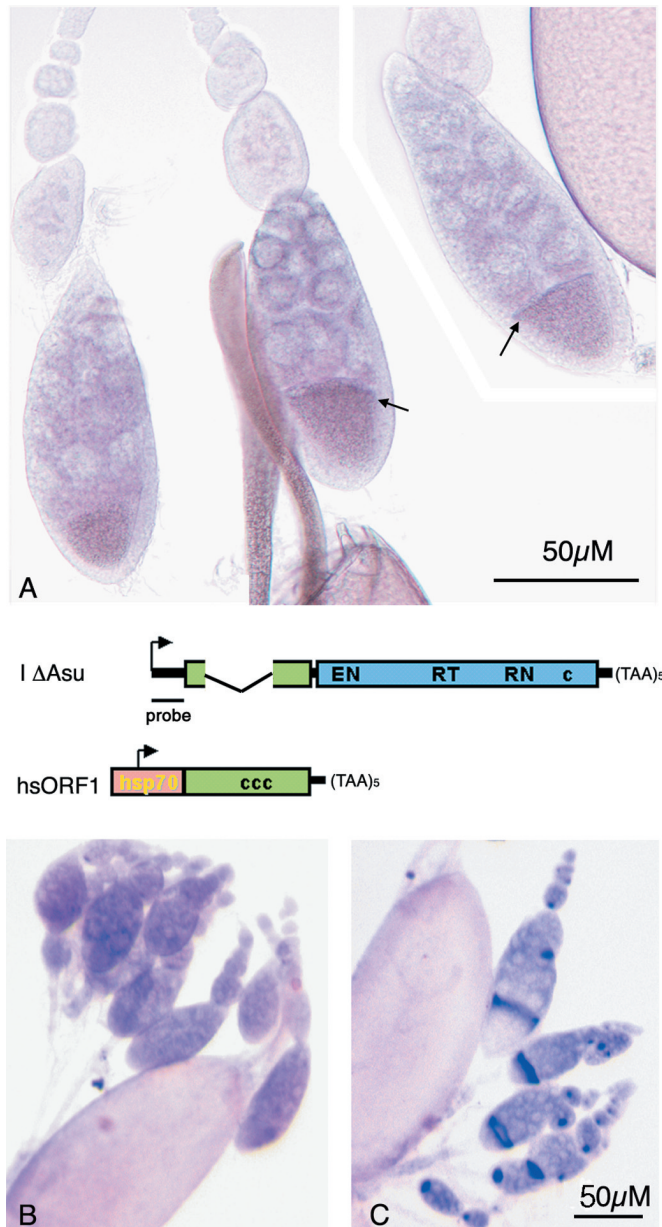 50µM
A
I ΔAsu
EN RT RN c (TAA)₅
probe
hsORF1 hsp70 ccc (TAA)₅
B
C
50µM